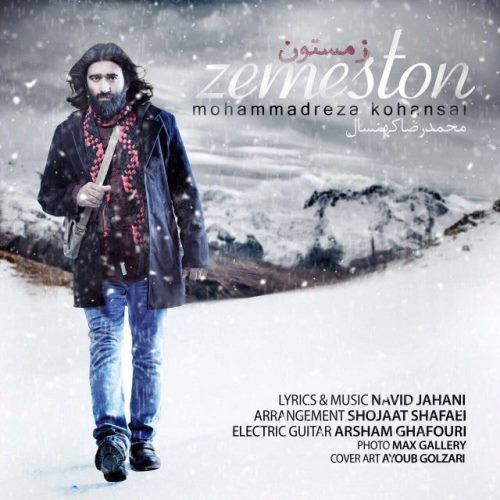 زمستون
zemeston
mohammadreza kohansal
محمدرضا کهنسال
LYRICS & MUSIC NAVID JAHANI
ARRANGEMENT SHOJAAT SHAFAEI
ELECTRIC GUITAR ARSHAM GHAFOURI
PHOTO MAX GALLERY
COVER ART AYOUB GOLZARI